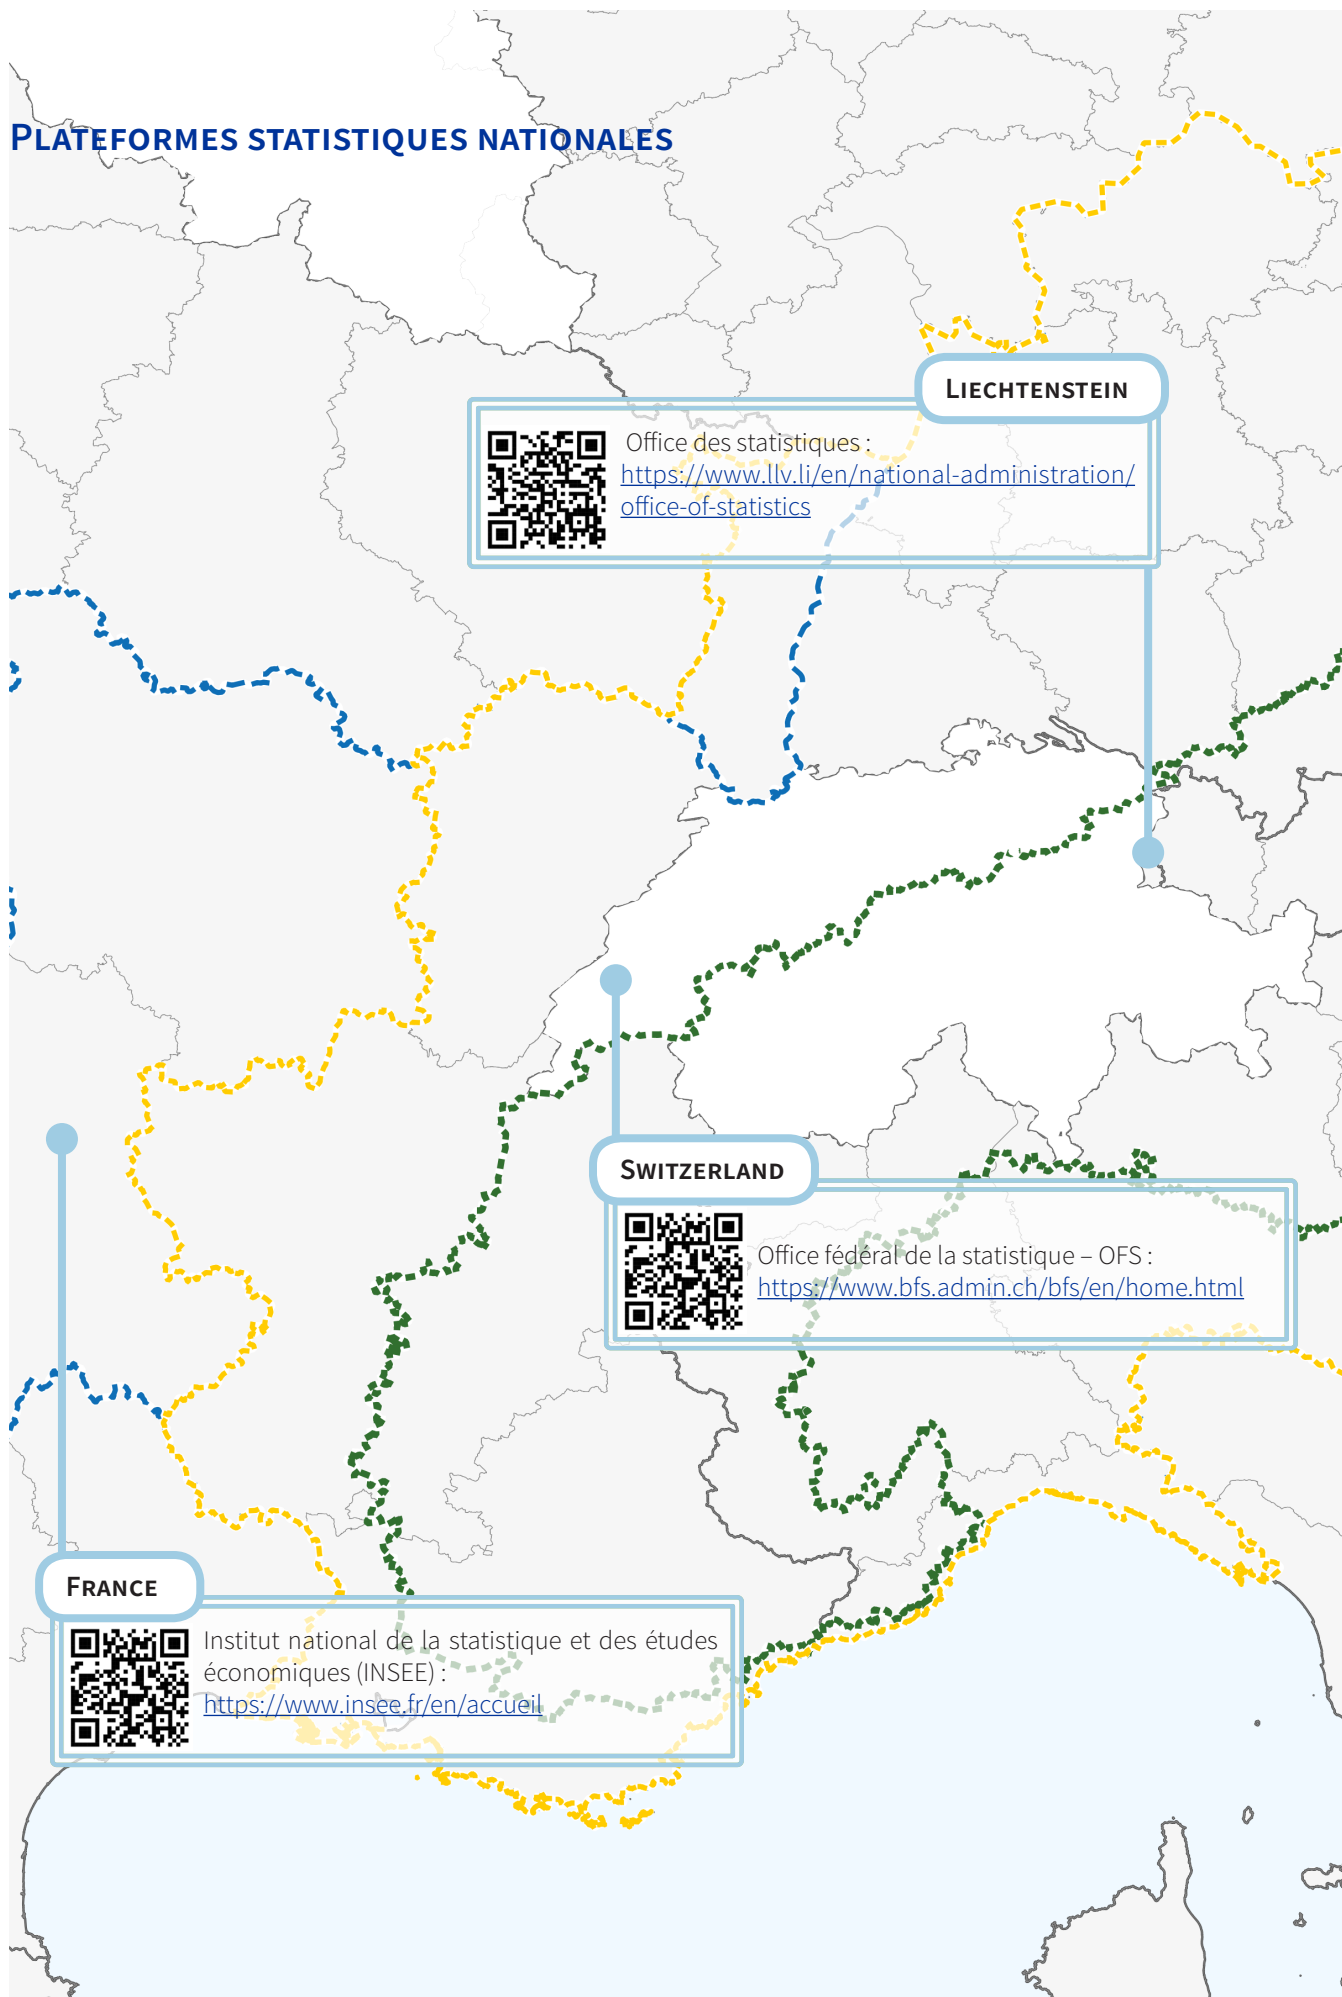 PLATEFORMES STATISTIQUES NATIONALES
LIECHTENSTEIN
Office des statistiques :
https://www.llv.li/en/national-administration/
office-of-statistics
SWITZERLAND
Office fédéral de la statistique – OFS :
https://www.bfs.admin.ch/bfs/en/home.html
FRANCE
Institut national de la statistique et des études
économiques (INSEE) :
https://www.insee.fr/en/accueil